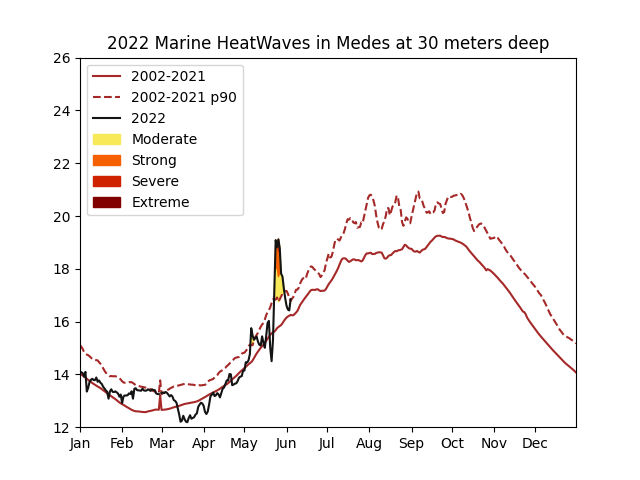 2022 Marine HeatWaves in Medes at 30 meters deep
26
24
22
20
18
16
14
12
2002-2021
2002-2021 p90
2022
Moderate
Strong
Severe
Extreme
Jan Feb Mar Apr May Jun Jul Aug Sep Oct Nov Dec